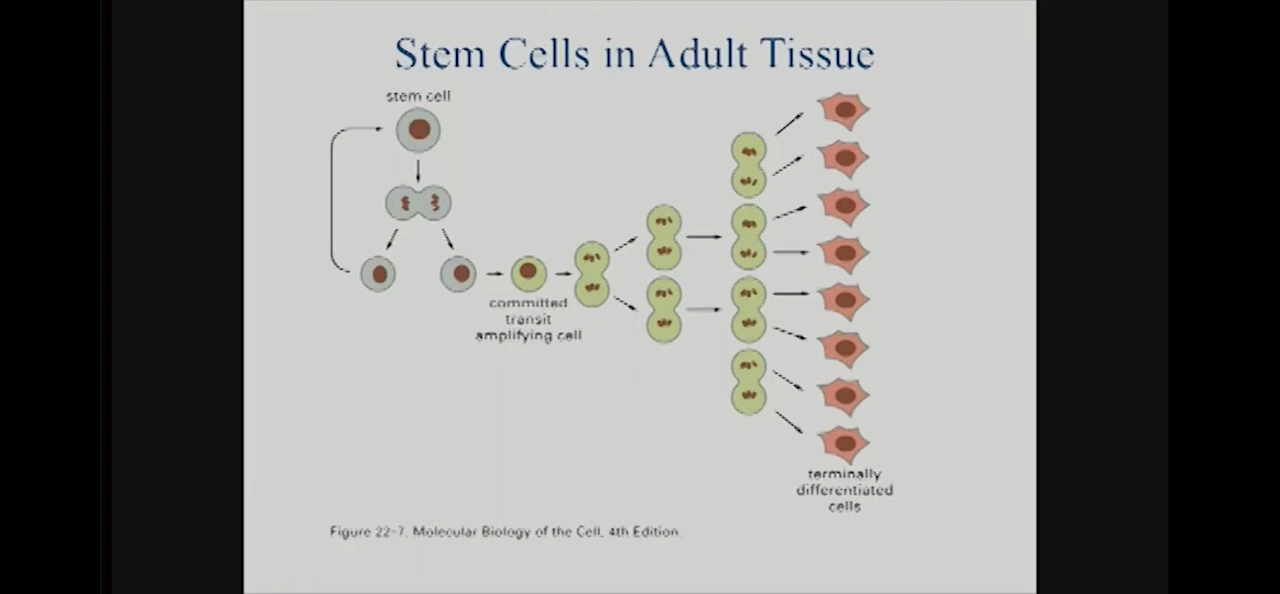 Stem Cells in Adult Tissue
stem cell
committed
transit
amplifying cell
terminally
differentiated
cells
Figure 22-7. Molecular Biology of the Cell, 4th Edition.